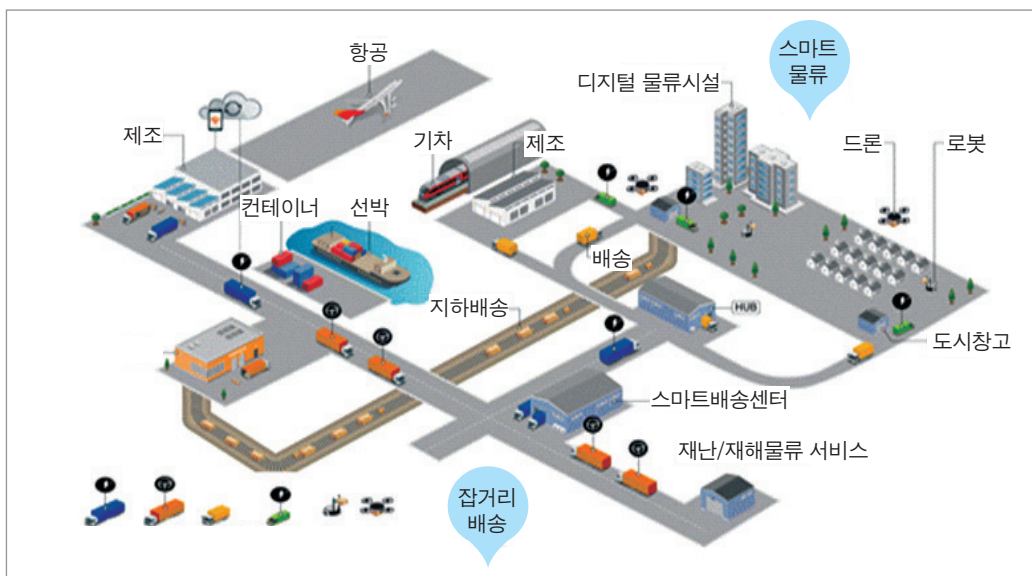 항공
스마트
물류
디지털 물류시설
제조
기차
제조
드론
로봇
컨테이너
선박
배송
지하배송
HUB
도시창고
스마트배송센터
재난/재해물류 서비스
잡거리
배송